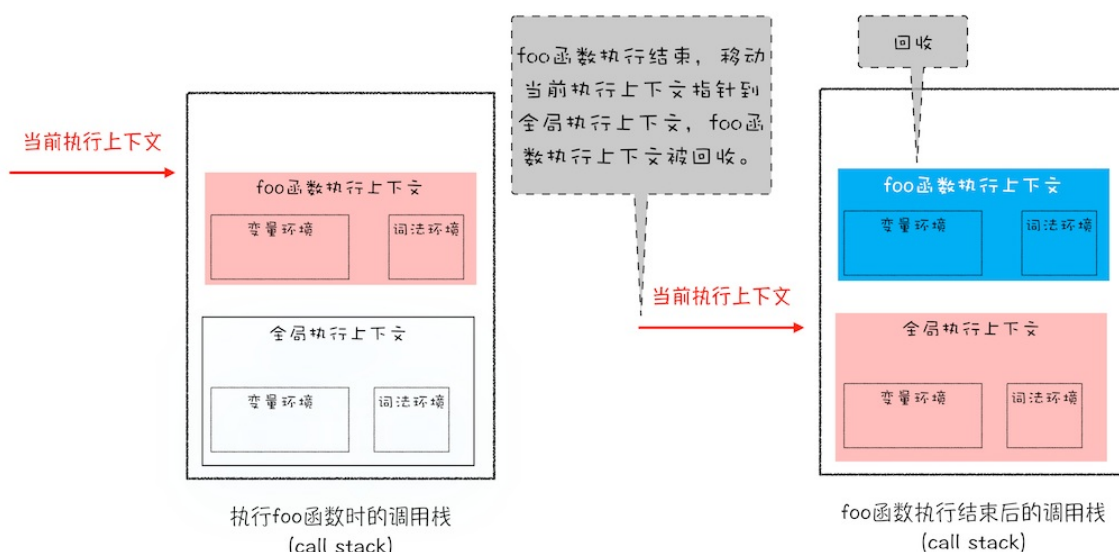 当前执行上下文
foo函数执行上下文
变量环境
词法环境
全局执行上下文
变量环境
词法环境
执行foo函数时的调用栈
(call stack)
foo函数执行结束，移动
当前执行上下文指针到
全局执行上下文，foo函
数执行上下文被回收。
当前执行上下文
回收
foo函数执行上下文
变量环境
词法环境
全局执行上下文
变量环境
词法环境
foo函数执行结束后的调用栈
(call stack)